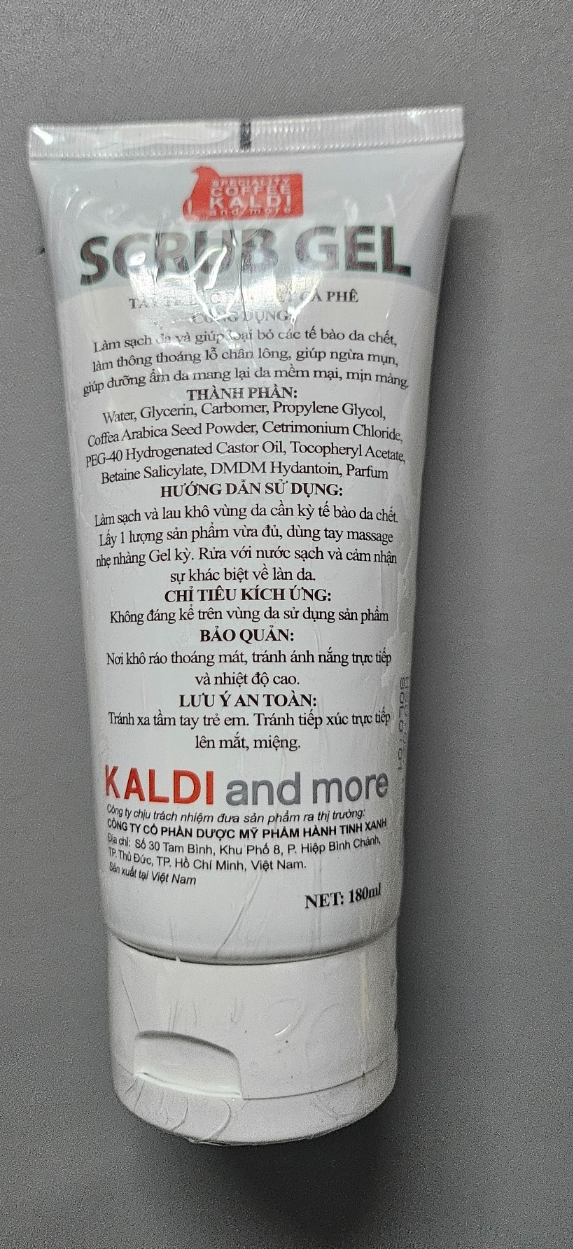 SPECIALITY
COFFEE
KALDI
and more
SCRUB GEL
CÀ PHÊ
CÔNG DỤNG:
Làm sạch da và giúp loại bỏ các tế bào da chết,
làm thông thoáng lỗ chân lông, giúp ngừa mụn,
giúp dưỡng ẩm da mang lại da mềm mại, mịn màng.
THÀNH PHẦN:
Water, Glycerin, Carbomer, Propylene Glycol,
Coffea Arabica Seed Powder, Cetrimonium Chloride,
PEG-40 Hydrogenated Castor Oil, Tocopheryl Acetate,
Betaine Salicylate, DMDM Hydantoin, Parfum
HƯỚNG DẪN SỬ DỤNG:
Làm sạch và lau khô vùng da cần kỳ tế bào da chết.
Lấy 1 lượng sản phẩm vừa đủ, dùng tay massage
nhẹ nhàng Gel kỳ. Rửa với nước sạch và cảm nhận
sự khác biệt về làn da.
CHỈ TIÊU KÍCH ỨNG:
Không đáng kể trên vùng da sử dụng sản phẩm
BẢO QUẢN:
Nơi khô ráo thoáng mát, tránh ánh nắng trực tiếp
và nhiệt độ cao.
LƯU Ý AN TOÀN:
Tránh xa tầm tay trẻ em. Tránh tiếp xúc trực tiếp
lên mắt, miệng.
KALDI and more
Công ty chịu trách nhiệm đưa sản phẩm ra thị trường:
CÔNG TY CỔ PHẦN DƯỢC MỸ PHẨM HÀNH TINH XANH
Địa chỉ: Số 30 Tam Bình, Khu Phố 8, P. Hiệp Bình Chánh,
TP. Thủ Đức, TP. Hồ Chí Minh, Việt Nam.
Sản xuất tại Việt Nam
NET: 180ml